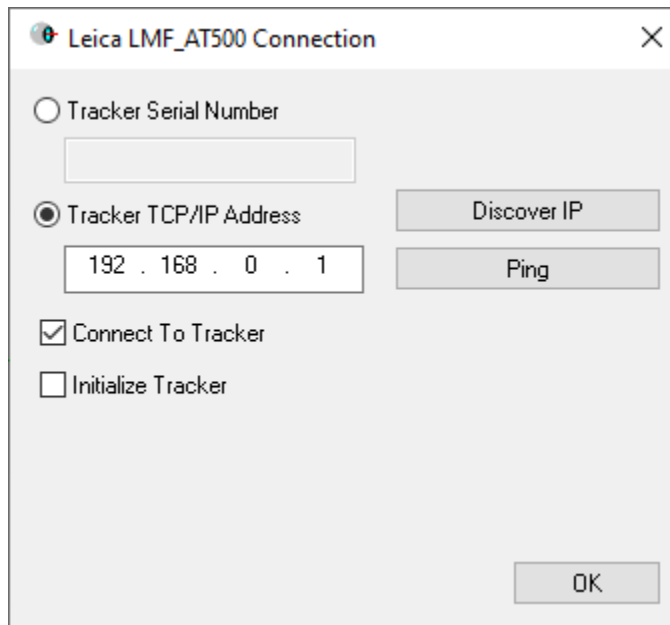 Leica LMF_AT500 Connection
Tracker Serial Number
Tracker TCP/IP Address
Discover IP
192 . 168 . 0 . 1
Ping
Connect To Tracker
Initialize Tracker
OK